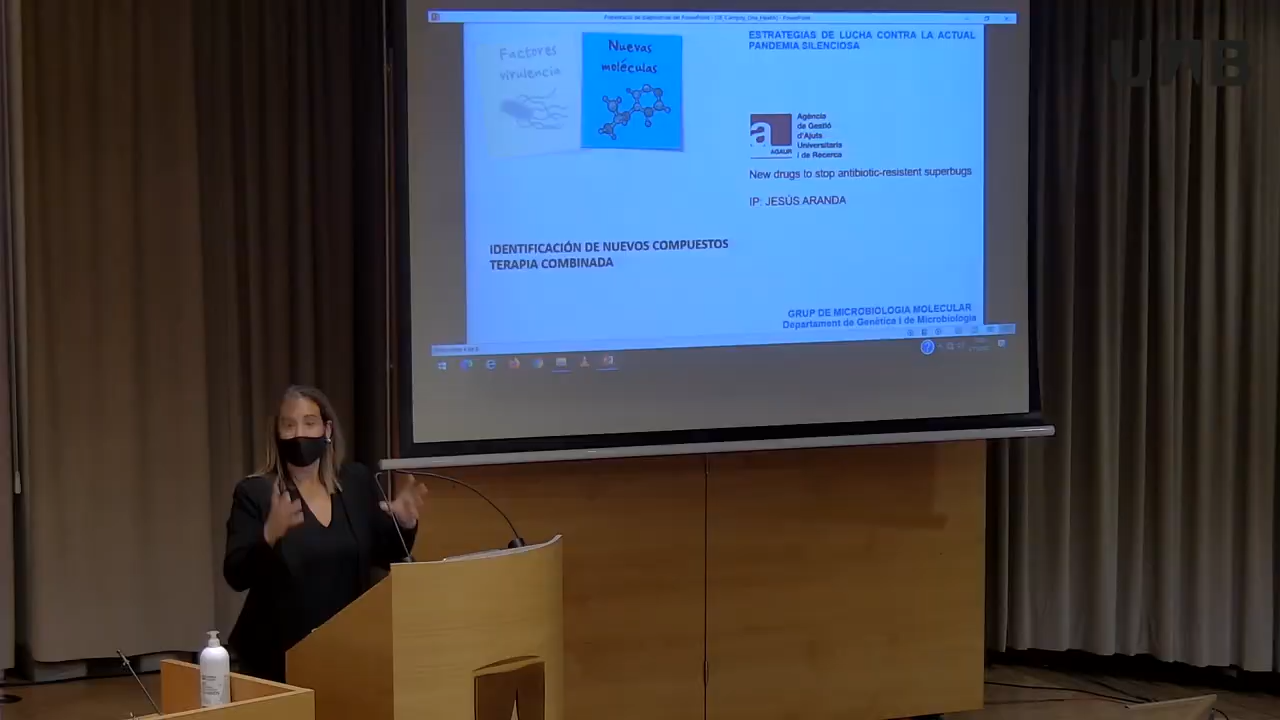 Factores
virulencia
Nuevas
moléculas
ESTRATEGIAS DE LUCHA CONTRA LA ACTUAL
PANDEMIA SILENCIOSA
UAB
a
AGAUR
Agència
de Gestió
d'Ajuts
Universitaris
i de Recerca
New drugs to stop antibiotic-resistent superbugs
IP: JESÚS ARANDA
IDENTIFICACIÓN DE NUEVOS COMPUESTOS
TERAPIA COMBINADA
GRUP DE MICROBIOLOGIA MOLECULAR
Departament de Genètica i de Microbiologia